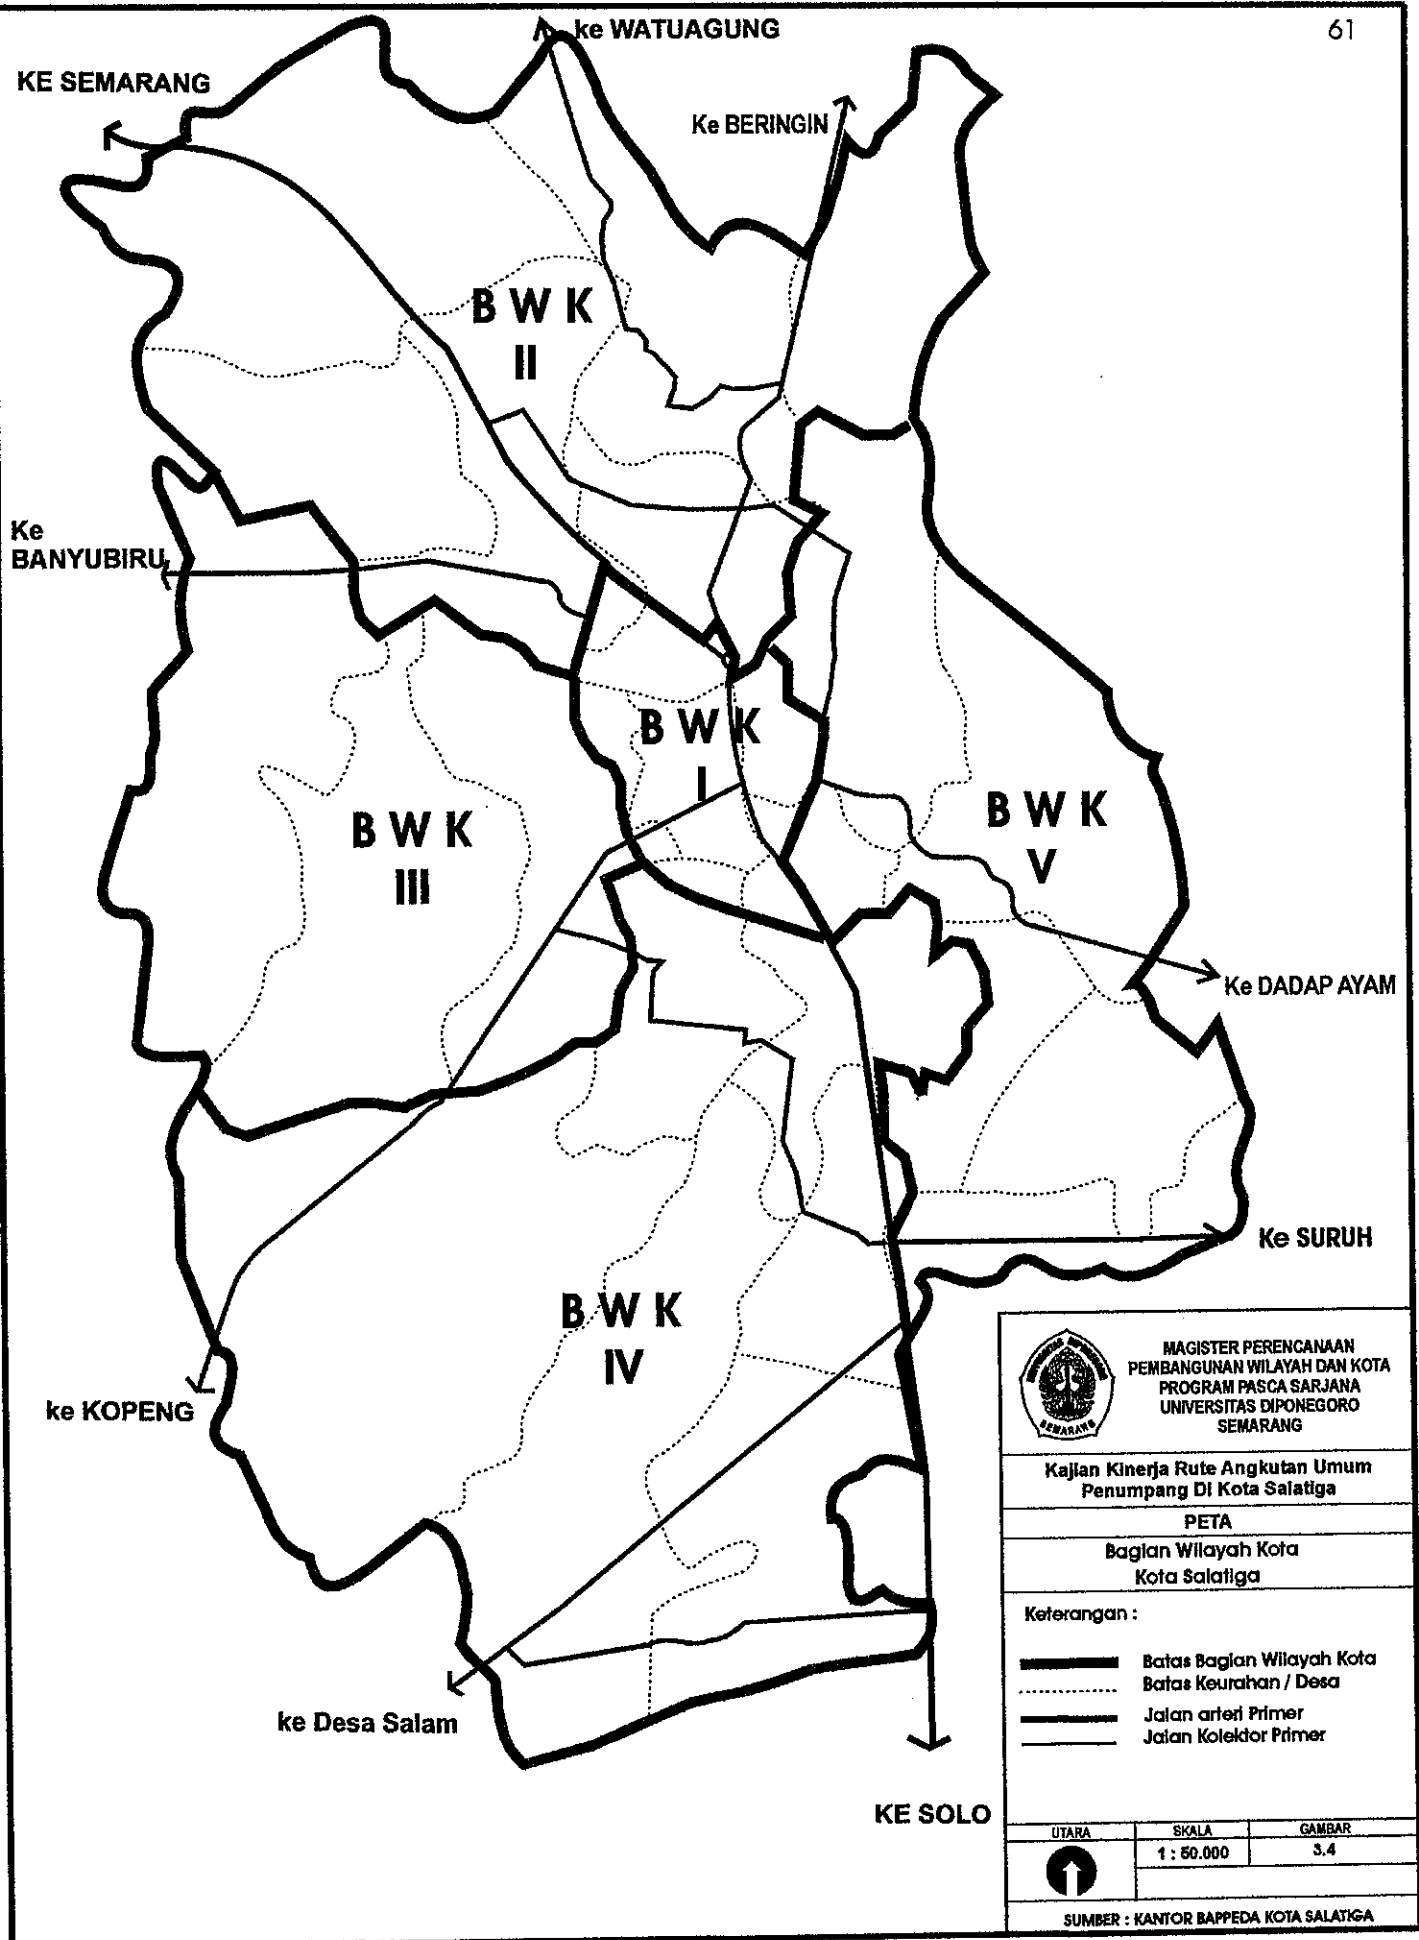 61
ke WATUAGUNG
KE SEMARANG
Ke BERINGIN
B W K
II
Ke
BANYUBIRU
B W K
I
B W K
III
B W K
V
Ke DADAP AYAM
Ke SURUH
B W K
IV
ke KOPENG
ke Desa Salam
KE SOLO
MAGISTER PERENCANAAN
PEMBANGUNAN WILAYAH DAN KOTA
PROGRAM PASCA SARJANA
UNIVERSITAS DIPONEGORO
SEMARANG
SEMARANG
Kajian Kinerja Rute Angkutan Umum
Penumpang Di Kota Salatiga
PETA
Bagian Wilayah Kota
Kota Salatiga
Keterangan :
Batas Bagian Wilayah Kota
Batas Keurahan / Desa
Jalan arteri Primer
Jalan Kolektor Primer
UTARA
SKALA
GAMBAR
1 : 50.000
3.4
SUMBER : KANTOR BAPPEDA KOTA SALATIGA